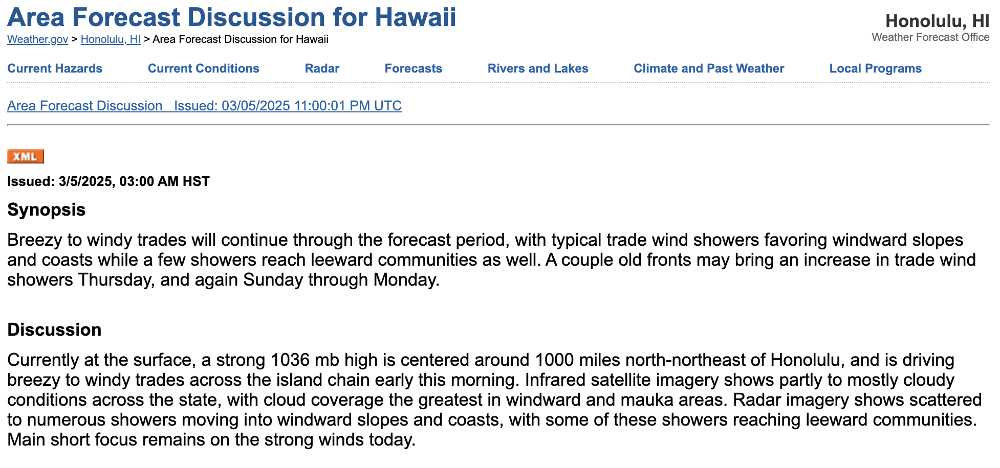 Area Forecast Discussion for Hawaii
Honolulu, HI
Weather Forecast Office
Weather.gov > Honolulu, HI > Area Forecast Discussion for Hawaii
Current Hazards Current Conditions Radar Forecasts Rivers and Lakes Climate and Past Weather Local Programs
Area Forecast Discussion Issued: 03/05/2025 11:00:01 PM UTC
XML
Issued: 3/5/2025, 03:00 AM HST
Synopsis
Breezy to windy trades will continue through the forecast period, with typical trade wind showers favoring windward slopes
and coasts while a few showers reach leeward communities as well. A couple old fronts may bring an increase in trade wind
showers Thursday, and again Sunday through Monday.
Discussion
Currently at the surface, a strong 1036 mb high is centered around 1000 miles north-northeast of Honolulu, and is driving
breezy to windy trades across the island chain early this morning. Infrared satellite imagery shows partly to mostly cloudy
conditions across the state, with cloud coverage the greatest in windward and mauka areas. Radar imagery shows scattered
to numerous showers moving into windward slopes and coasts, with some of these showers reaching leeward communities.
Main short focus remains on the strong winds today.